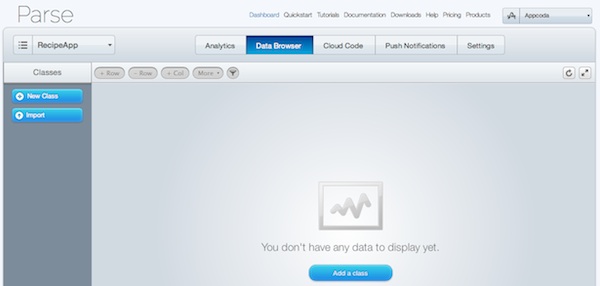 Parse
Dashboard Quickstart Tutorials Documentation Downloads Help Pricing Products
Appcoda
RecipeApp
Analytics Data Browser Cloud Code Push Notifications Settings
Classes
+ Row - Row + Col More
New Class
Import
You don't have any data to display yet.
Add a class